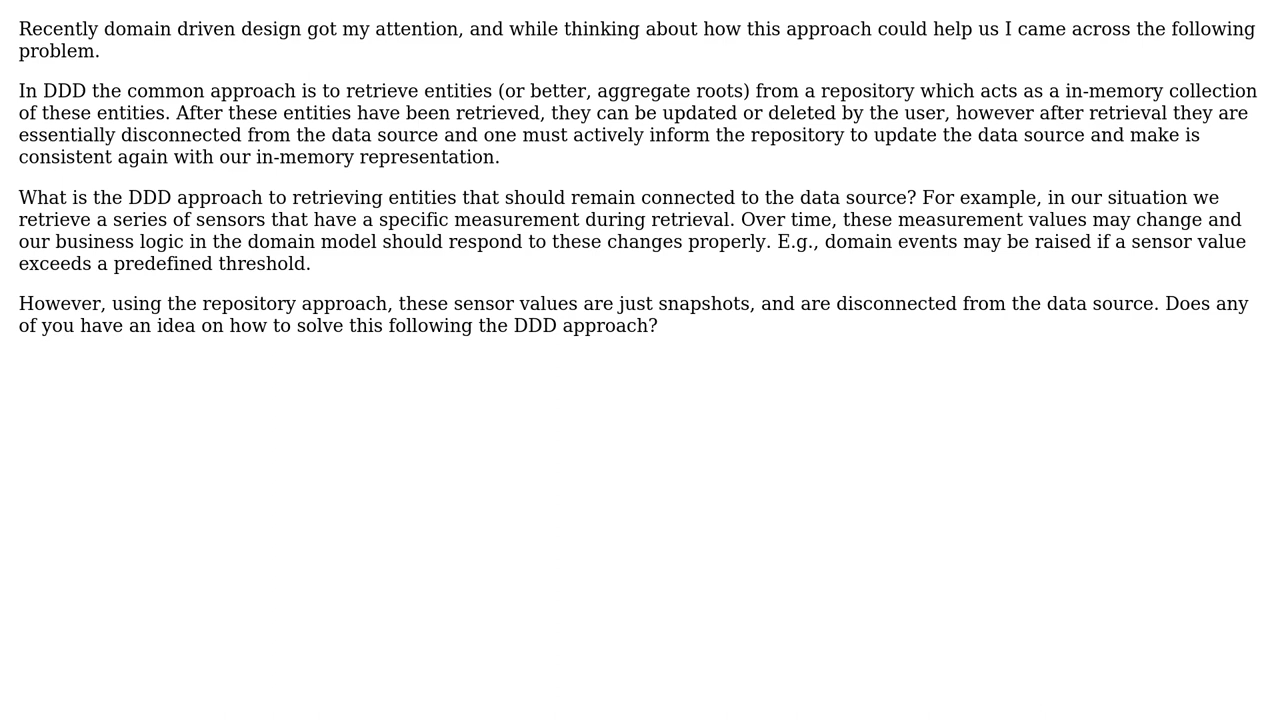 Recently domain driven design got my attention, and while thinking about how this approach could help us I came across the following
problem.
In DDD the common approach is to retrieve entities (or better, aggregate roots) from a repository which acts as a in-memory collection
of these entities. After these entities have been retrieved, they can be updated or deleted by the user, however after retrieval they are
essentially disconnected from the data source and one must actively inform the repository to update the data source and make is
consistent again with our in-memory representation.
What is the DDD approach to retrieving entities that should remain connected to the data source? For example, in our situation we
retrieve a series of sensors that have a specific measurement during retrieval. Over time, these measurement values may change and
our business logic in the domain model should respond to these changes properly. E.g., domain events may be raised if a sensor value
exceeds a predefined threshold.
However, using the repository approach, these sensor values are just snapshots, and are disconnected from the data source. Does any
of you have an idea on how to solve this following the DDD approach?